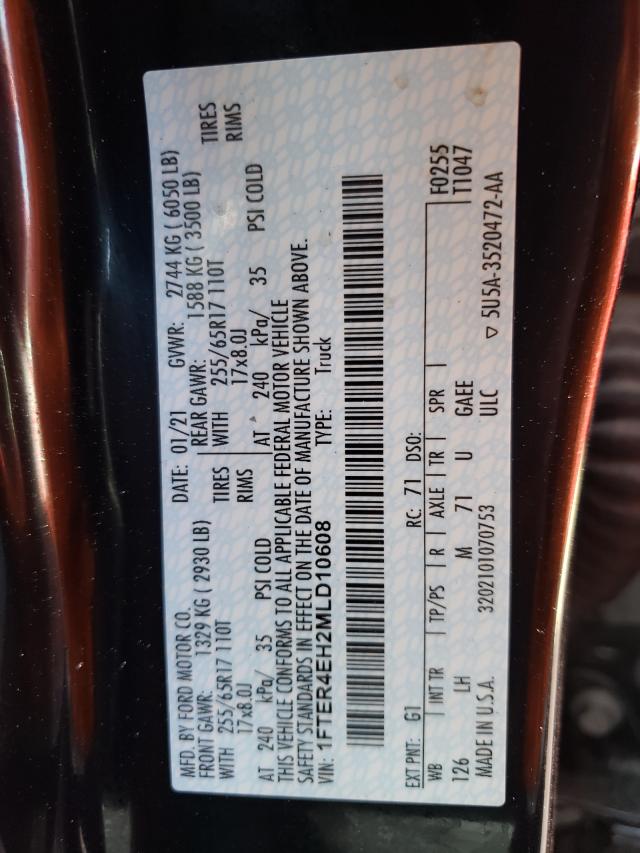 MFD. BY FORD MOTOR CO. DATE: 01/21 GVWR: 2744 KG ( 6050 LB)
FRONT GAWR: 1329 KG ( 2930 LB) REAR GAWR: 1588 KG ( 3500 LB)
WITH 255/65R17 110T TIRES WITH 255/65R17 110T TIRES
17x8.0J RIMS 17x8.0J RIMS
AT 240 kPa/ 35 PSI COLD AT 240 kPa/ 35 PSI COLD
THIS VEHICLE CONFORMS TO ALL APPLICABLE FEDERAL MOTOR VEHICLE
SAFETY STANDARDS IN EFFECT ON THE DATE OF MANUFACTURE SHOWN ABOVE.
VIN: 1FTER4EH2MLD10608 TYPE: Truck
EXT PNT: G1 RC: 71 DSO: F0255
WB INT TR TP/PS R AXLE TR SPR T1047
126 LH M 71 U GAEE
MADE IN U.S.A. 3202101070753 ULC ▽ 5U5A-3520472-AA